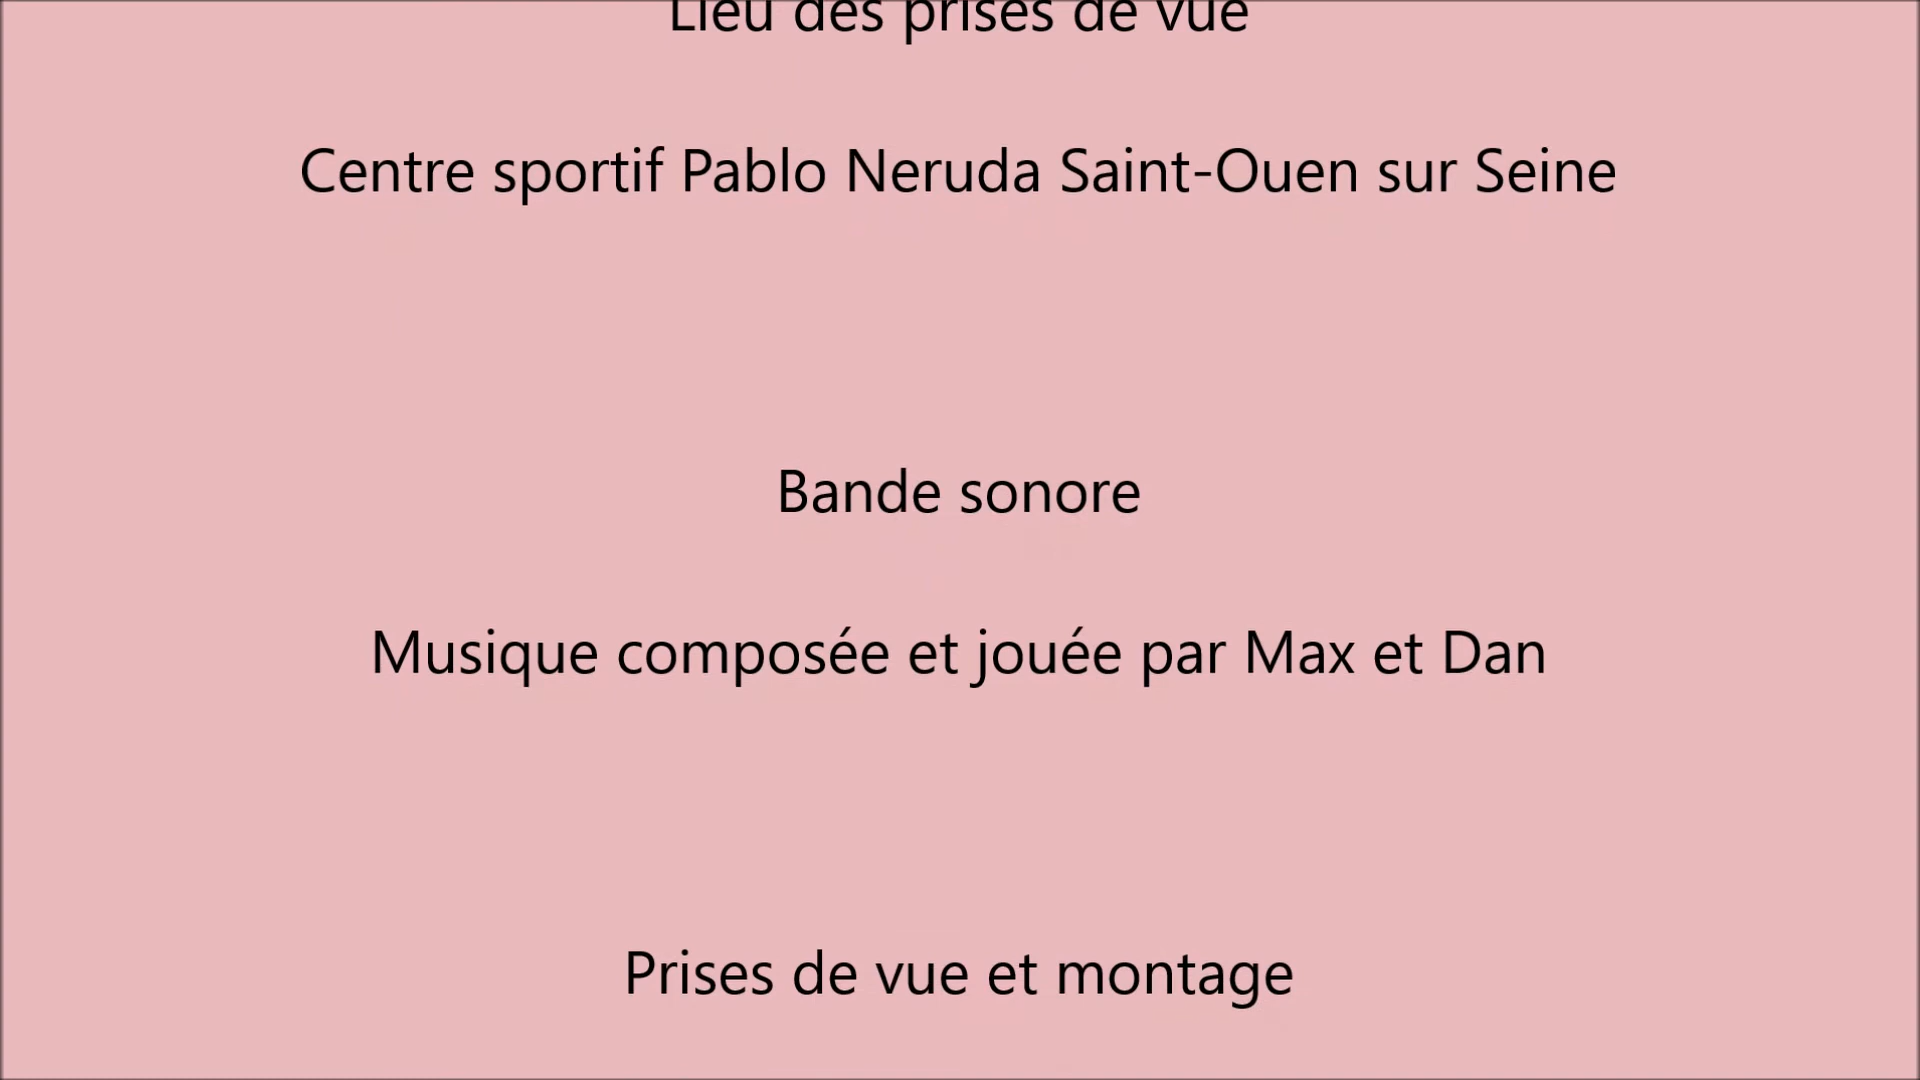 Lieu des prises de vue
Centre sportif Pablo Neruda Saint-Ouen sur Seine
Bande sonore
Musique composée et jouée par Max et Dan
Prises de vue et montage